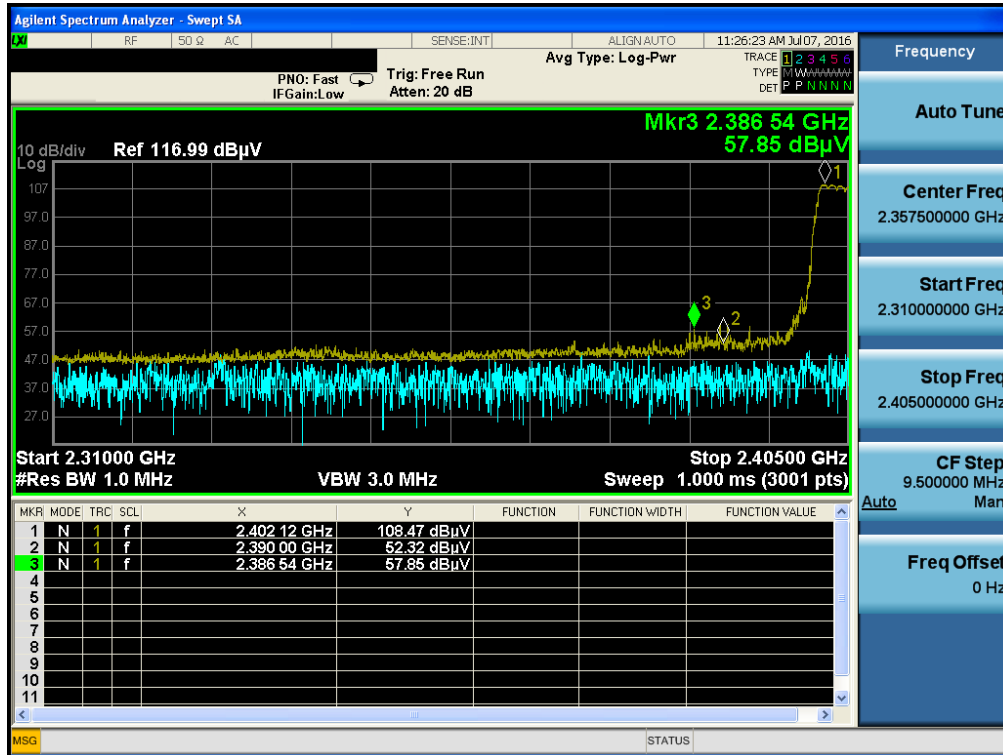 Agilent Spectrum Analyzer - Swept SA
LXI RF 50 Ω AC SENSE:INT ALIGN AUTO 11:26:23 AM Jul 07, 2016
Frequency
PNO: Fast Trig: Free Run Avg Type: Log-Pwr TRACE 1 2 3 4 5 6
IFGain:Low Atten: 20 dB TYPE M W
DET P P N N N N
Auto Tune
Mkr3 2.386 54 GHz
57.85 dBµV
10 dB/div Ref 116.99 dBµV
Log
107
97.0
87.0
77.0
67.0
57.0
47.0
37.0
27.0
1
3
2
Start 2.31000 GHz Stop 2.40500 GHz
#Res BW 1.0 MHz VBW 3.0 MHz Sweep 1.000 ms (3001 pts)
Center Freq
2.357500000 GHz
Start Freq
2.310000000 GHz
Stop Freq
2.405000000 GHz
CF Step
9.500000 MHz
Auto Man
Freq Offset
0 Hz
MKR MODE TRC SCL X Y FUNCTION FUNCTION WIDTH FUNCTION VALUE
1 N 1 f 2.402 12 GHz 108.47 dBµV
2 N 1 f 2.390 00 GHz 52.32 dBµV
3 N 1 f 2.386 54 GHz 57.85 dBµV
4
5
6
7
8
9
10
11
MSG STATUS